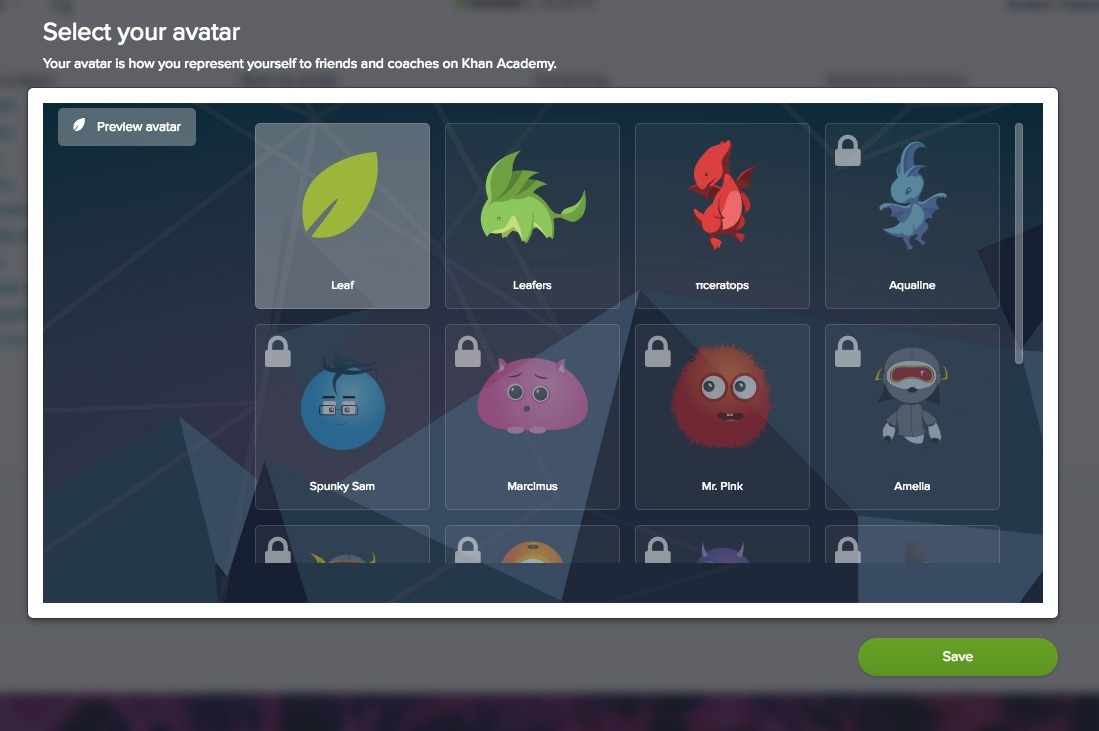 Select your avatar
Your avatar is how you represent yourself to friends and coaches on Khan Academy.
Preview avatar
Leaf
Leafers
πceratops
Aqualine
Spunky Sam
Marcimus
Mr. Pink
Amelia
Save